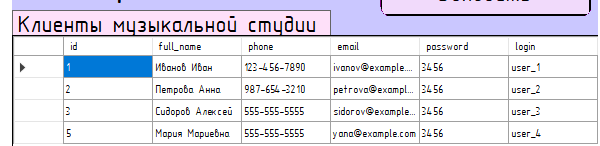 Клиенты музыкальной студии
id full_name phone email password login
1 Иванов Иван 123-456-7890 ivanov@example.... 3456 user_1
2 Петрова Анна 987-654-3210 petrova@exampl... 3456 user_2
3 Сидоров Алексей 555-555-5555 sidorov@example... 3456 user_3
5 Мария Мариевна 555-555-5555 yana@example.com 3456 user_4